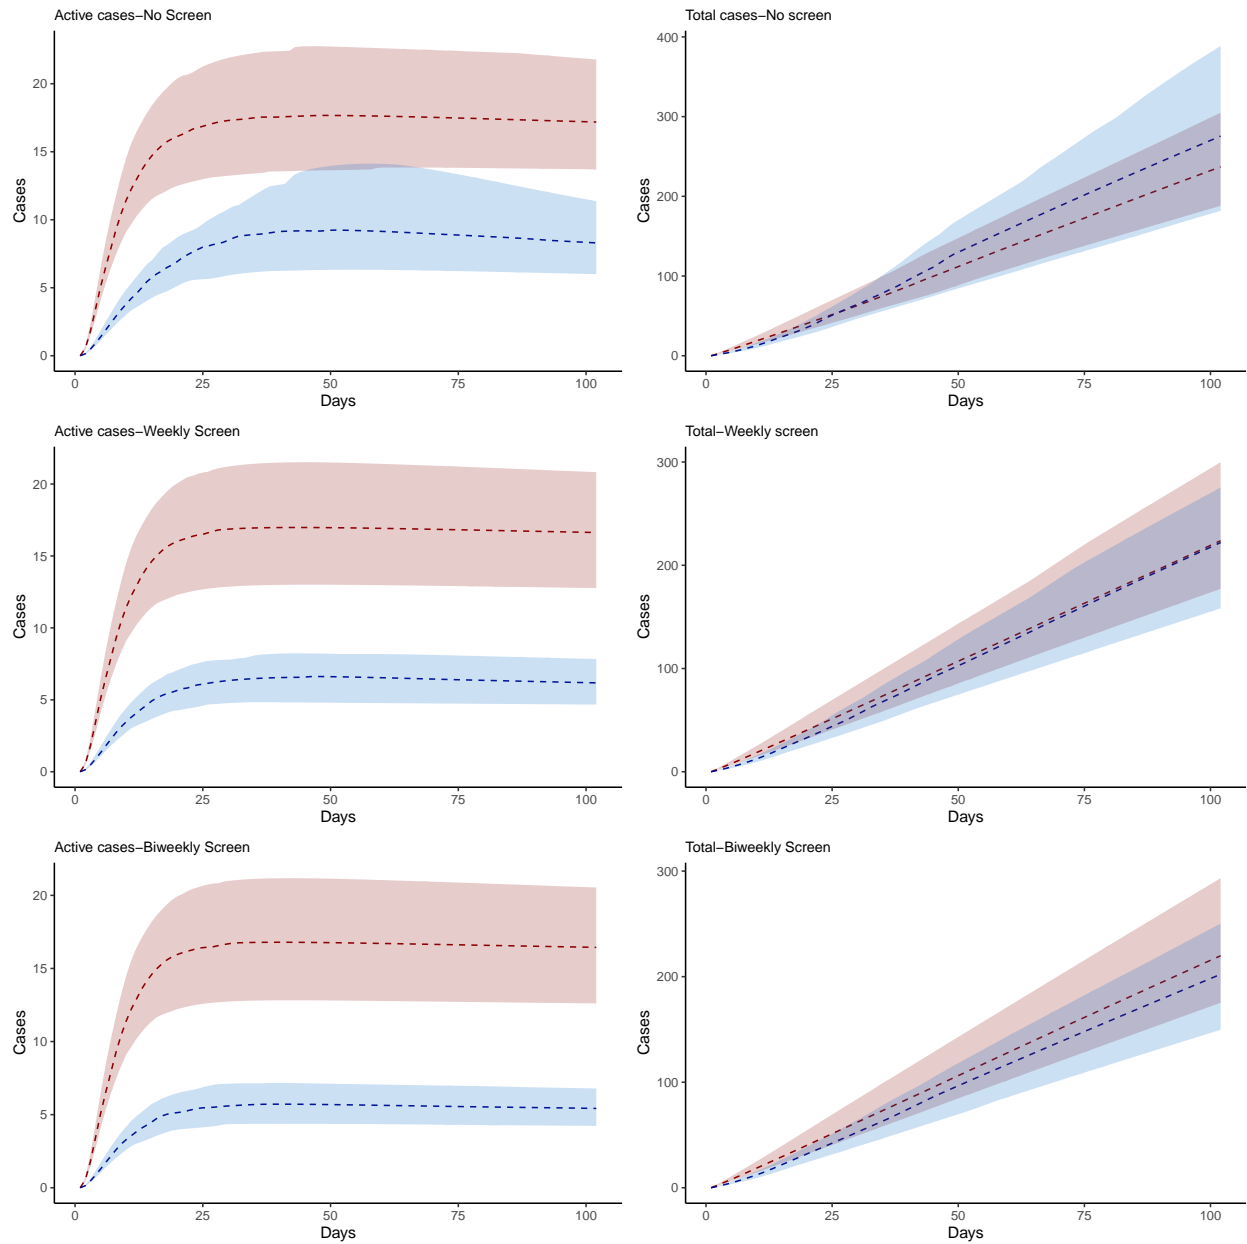 Active cases−No Screen
20
15
10
5
0
Cases
0 25 50 75 100
Days
Total cases−No screen
400
300
200
100
0
Cases
0 25 50 75 100
Days
Active cases−Weekly Screen
20
15
10
5
0
Cases
0 25 50 75 100
Days
Total−Weekly screen
300
200
100
0
Cases
0 25 50 75 100
Days
Active cases−Biweekly Screen
20
15
10
5
0
Cases
0 25 50 75 100
Days
Total−Biweekly Screen
300
200
100
0
Cases
0 25 50 75 100
Days